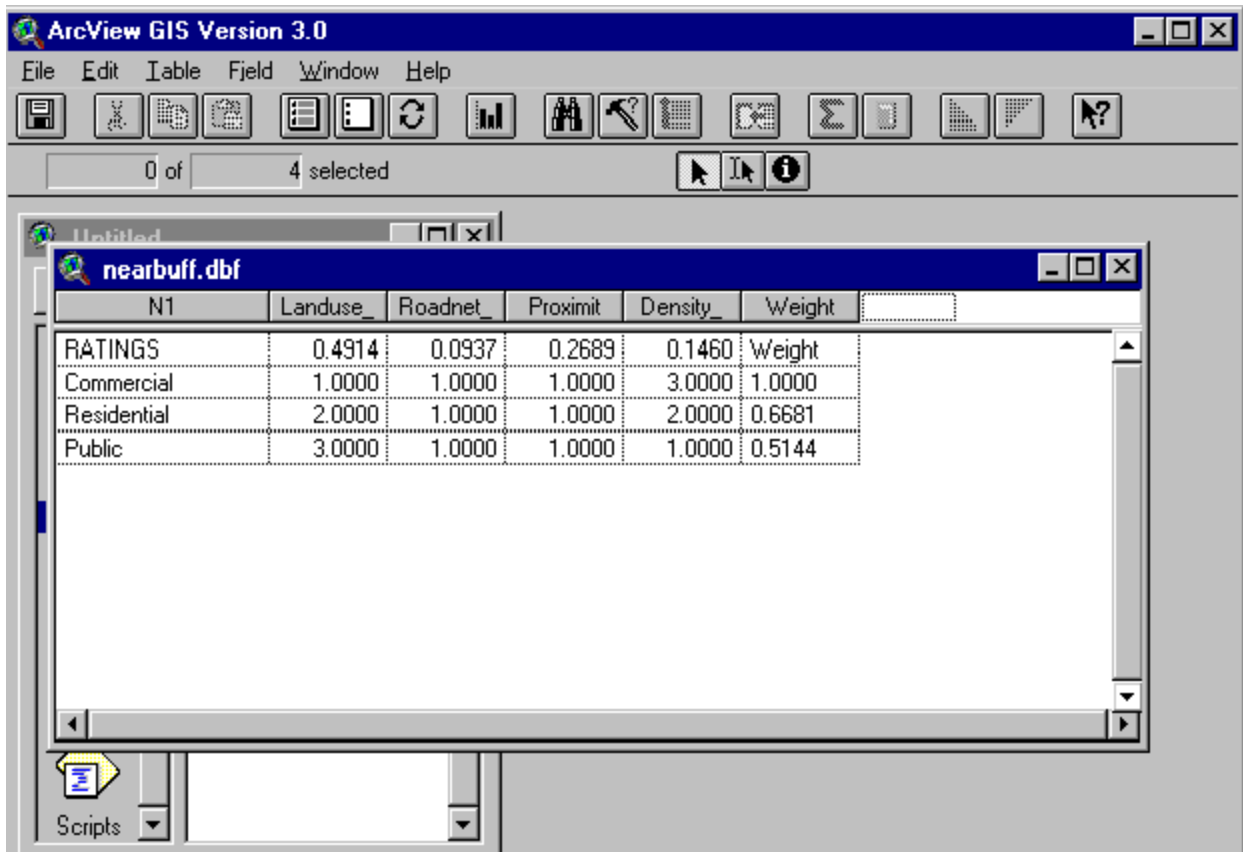 ArcView GIS Version 3.0
File Edit Table Field Window Help
0 of 4 selected
Untitled
nearbuff.dbf
N1 Landuse_ Roadnet_ Proximit Density_ Weight
RATINGS 0.4914 0.0937 0.2689 0.1460 Weight
Commercial 1.0000 1.0000 1.0000 3.0000 1.0000
Residential 2.0000 1.0000 1.0000 2.0000 0.6681
Public 3.0000 1.0000 1.0000 1.0000 0.5144
Scripts